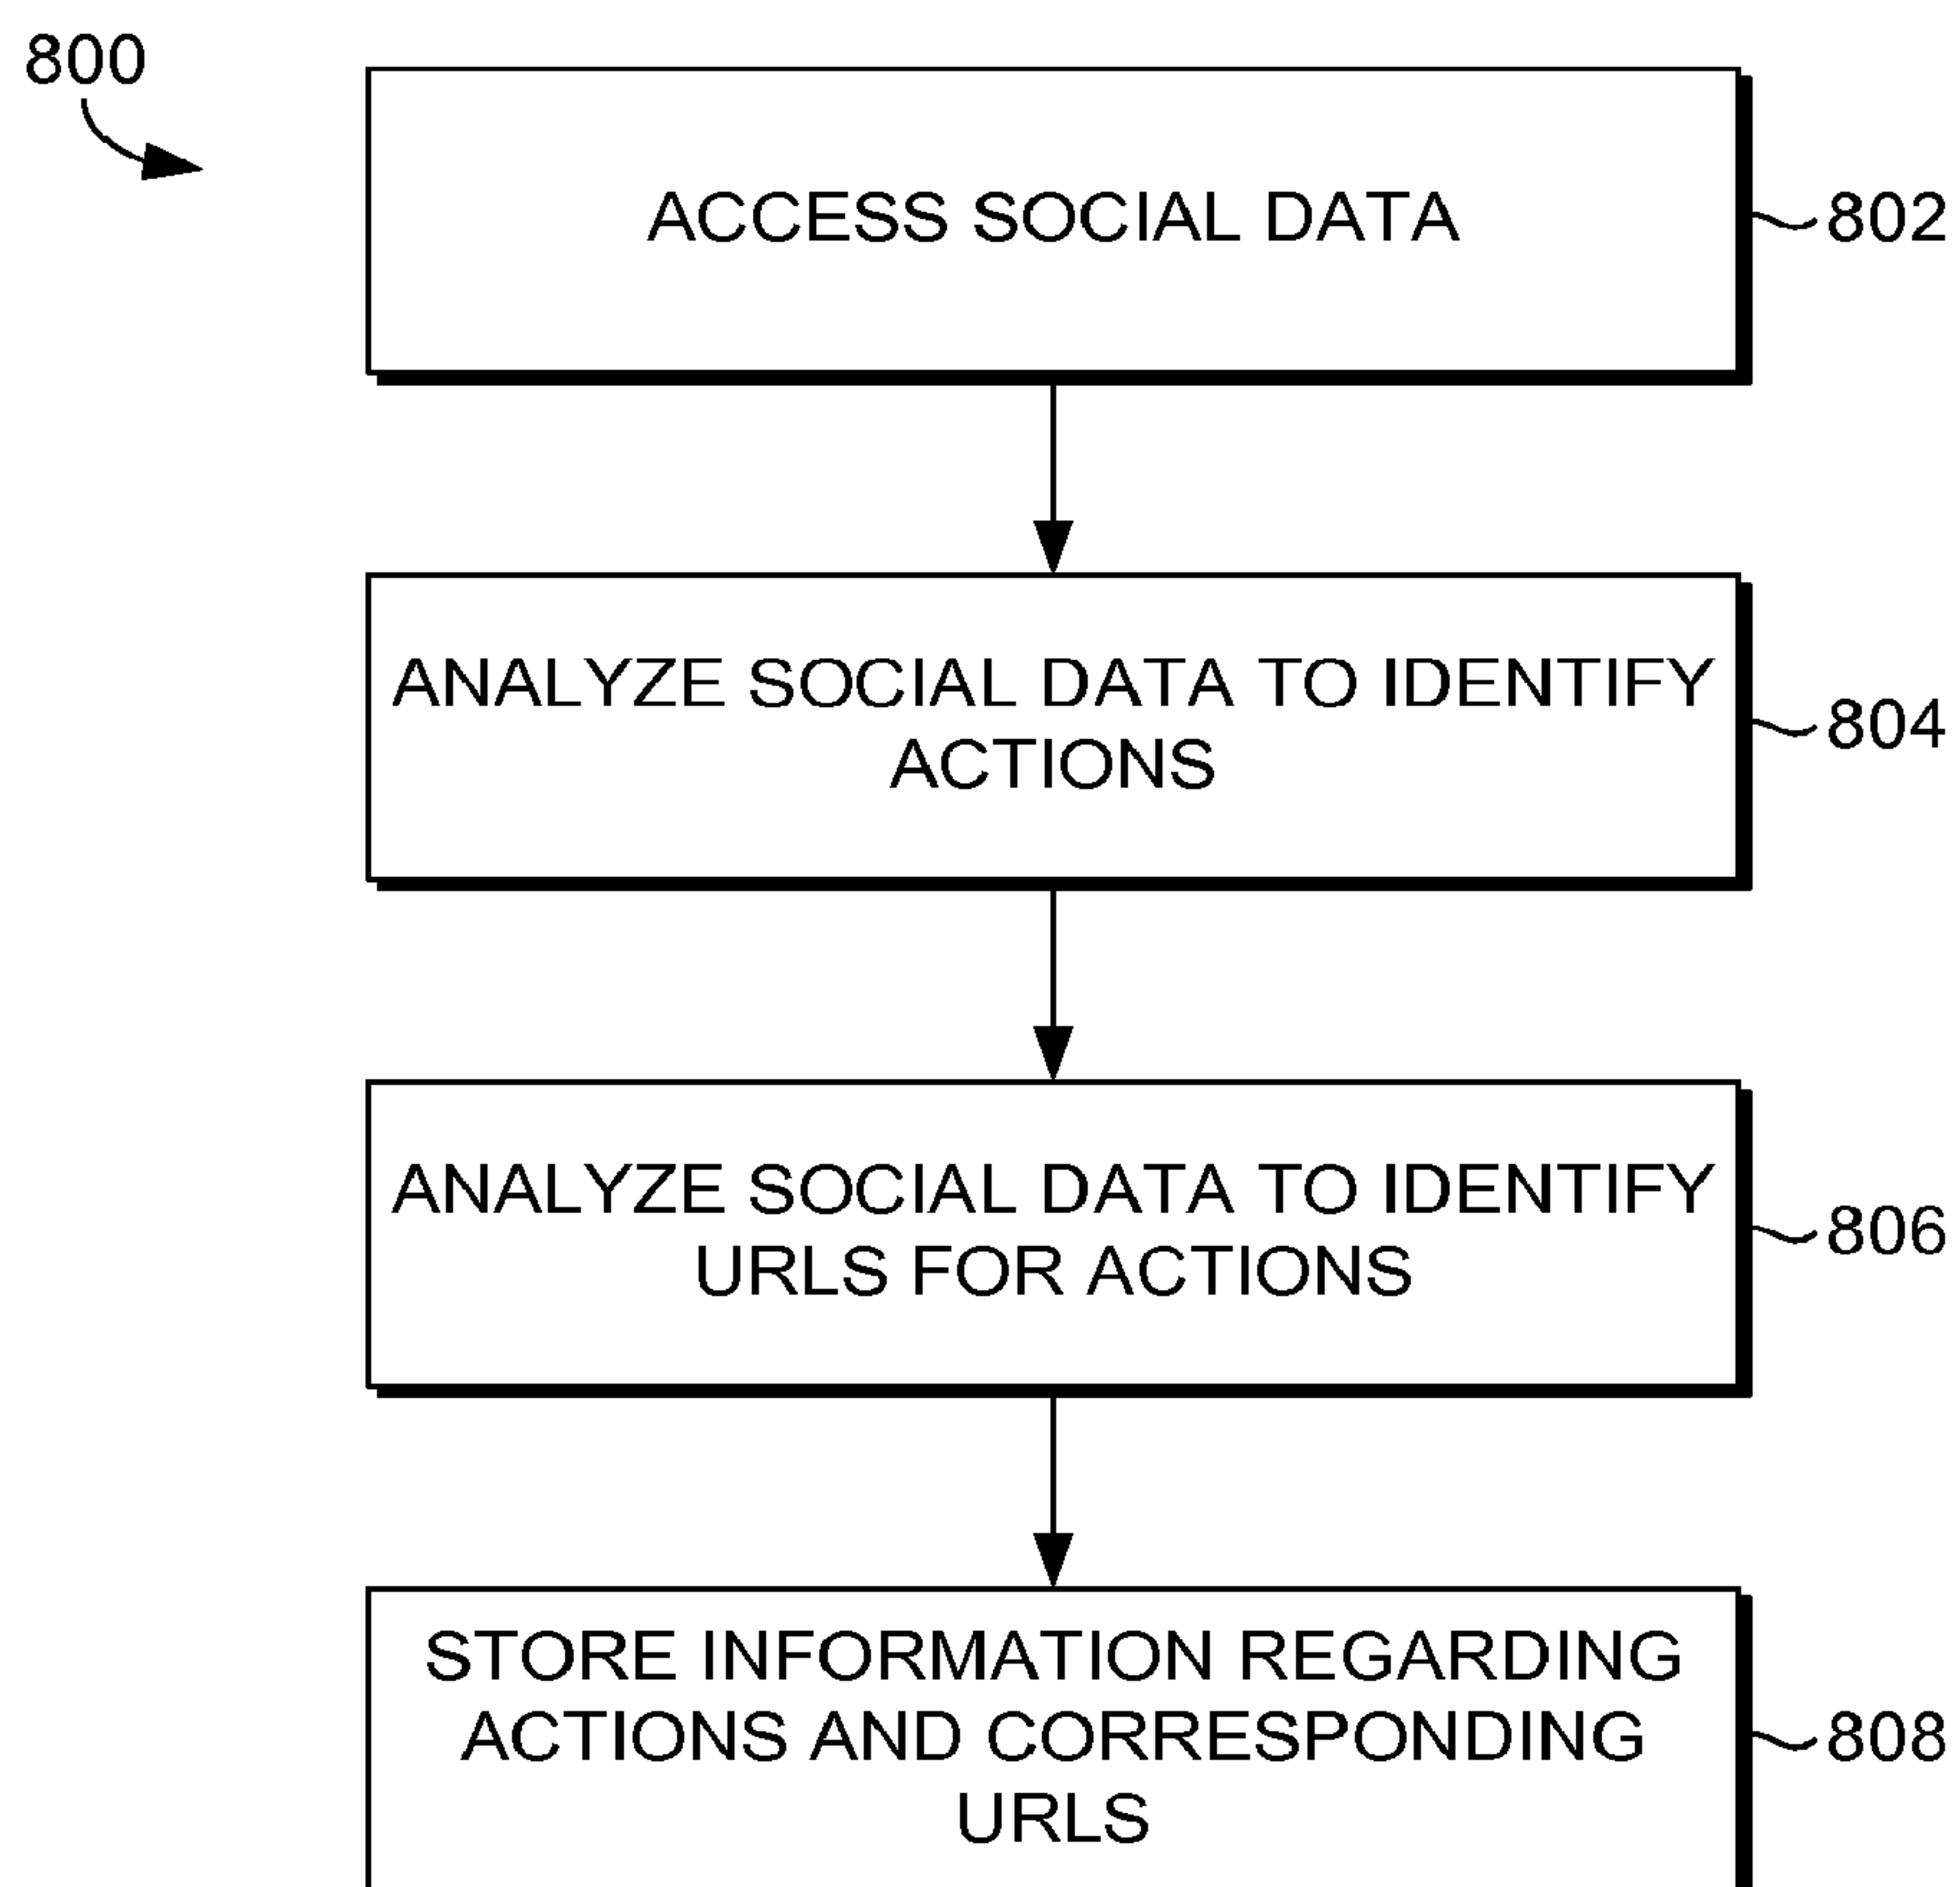 800
ACCESS SOCIAL DATA
802
ANALYZE SOCIAL DATA TO IDENTIFY
ACTIONS
804
ANALYZE SOCIAL DATA TO IDENTIFY
URLS FOR ACTIONS
806
STORE INFORMATION REGARDING
ACTIONS AND CORRESPONDING
URLS
808